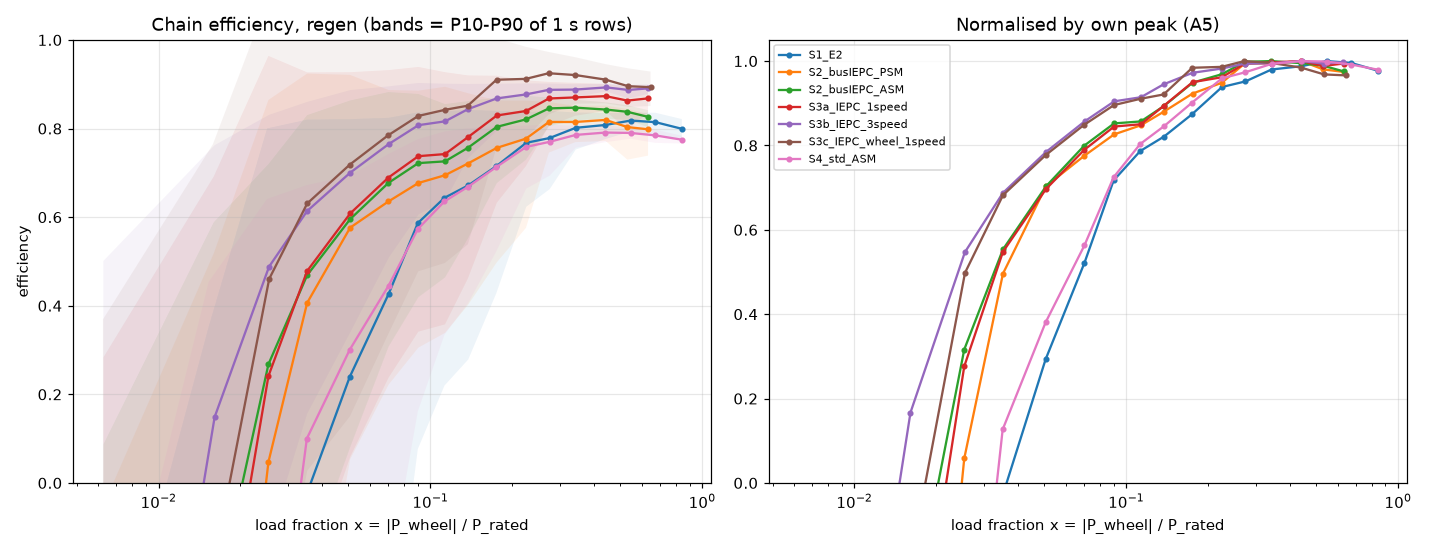 Chain efficiency, regen (bands = P10-P90 of 1 s rows)
efficiency
1.0
0.8
0.6
0.4
0.2
0.0
10⁻²
10⁻¹
10⁰
load fraction x = |P_wheel| / P_rated
Normalised by own peak (A5)
S1_E2
S2_busIEPC_PSM
S2_busIEPC_ASM
S3a_IEPC_1speed
S3b_IEPC_3speed
S3c_IEPC_wheel_1speed
S4_std_ASM
1.0
0.8
0.6
0.4
0.2
0.0
10⁻²
10⁻¹
10⁰
load fraction x = |P_wheel| / P_rated